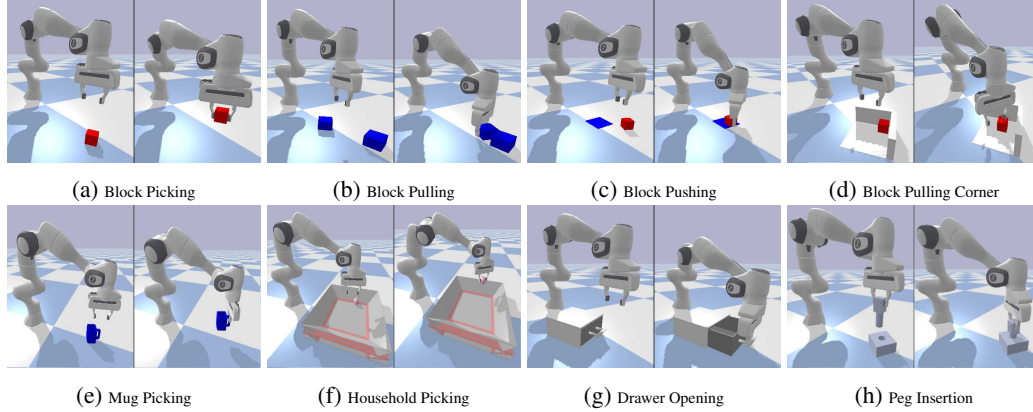 (a) Block Picking
(b) Block Pulling
(c) Block Pushing
(d) Block Pulling Corner
(e) Mug Picking
(f) Household Picking
(g) Drawer Opening
(h) Peg Insertion